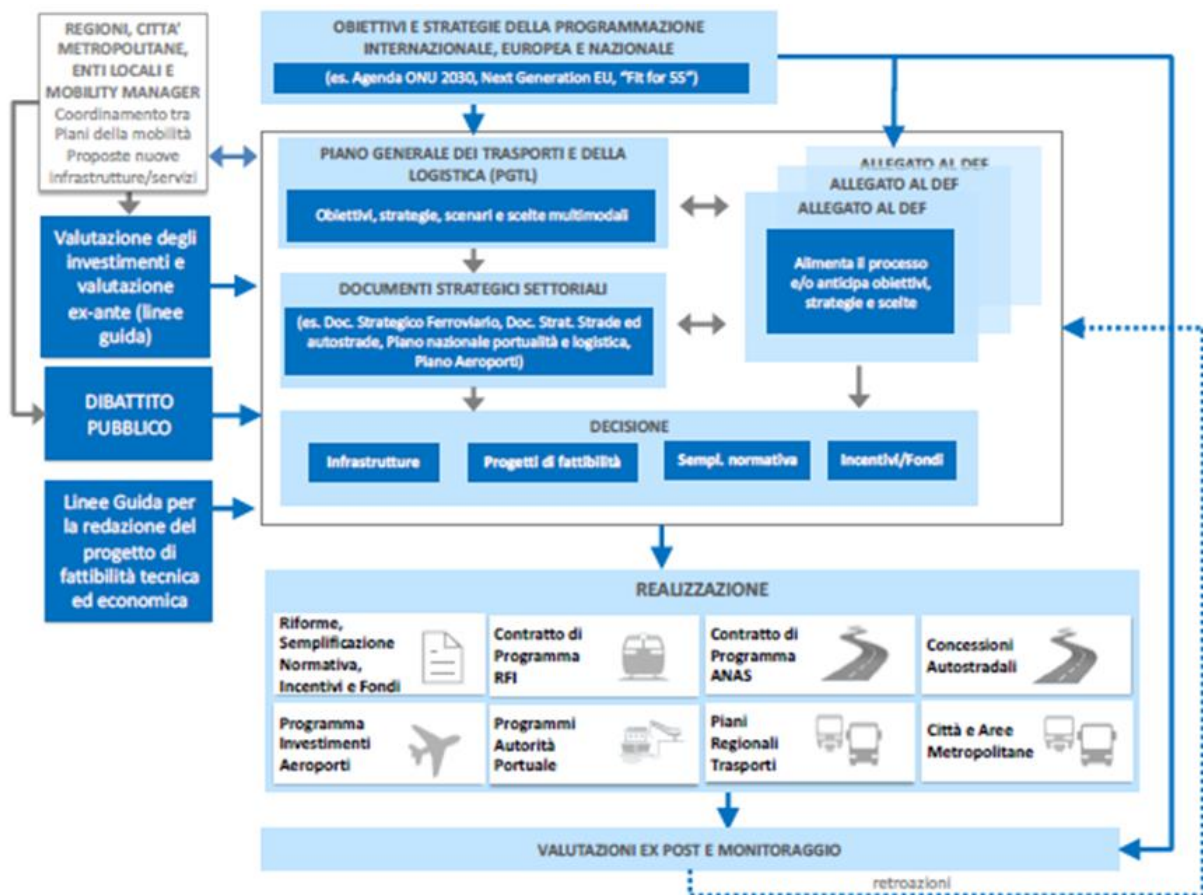 REGIONI, CITTA'
METROPOLITANE,
ENTI LOCALI E
MOBILITY MANAGER
Coordinamento tra
Plani della mobilità
Proposte nuove
Infrastrutture/servizi
OBIETTIVI E STRATEGIE DELLA PROGRAMMAZIONE
INTERNAZIONALE, EUROPEA E NAZIONALE
(es. Agenda ONU 2030, Next Generation EU, "Fit for 55")
PIANO GENERALE DEI TRASPORTI E DELLA
LOGISTICA (PGTL)
Obiettivi, strategie, scenari e scelte multimodali
ALLEGATO AL DEF
ALLEGATO AL DEF
ALLEGATO AL DEF
Alimenta il processo
e/o anticipa obiettivi,
strategie e scelte
Valutazione degli
investimenti e
valutazione
ex-ante (linee
guida)
DOCUMENTI STRATEGICI SETTORIALI
(es. Doc. Strategico Ferroviario, Doc. Strat. Strade ed
autostrade, Piano nazionale portualità e logistica,
Piano Aeroporti)
DIBATTITO
PUBBLICO
DECISIONE
Infrastrutture
Progetti di fattibilità
Sempl. normativa
Incentivi/Fondi
Linee Guida per
la redazione del
progetto di
fattibilità tecnica
ed economica
REALIZZAZIONE
Riforme,
Semplificazione
Normativa,
Incentivi e Fondi
Contratto di
Programma
RFI
Contratto di
Programma
ANAS
Concessioni
Autostradali
Programma
Investimenti
Aeroporti
Programmi
Autorità
Portuale
Piani
Regionali
Trasporti
Città e Aree
Metropolitane
VALUTAZIONI EX POST E MONITORAGGIO
retroazioni